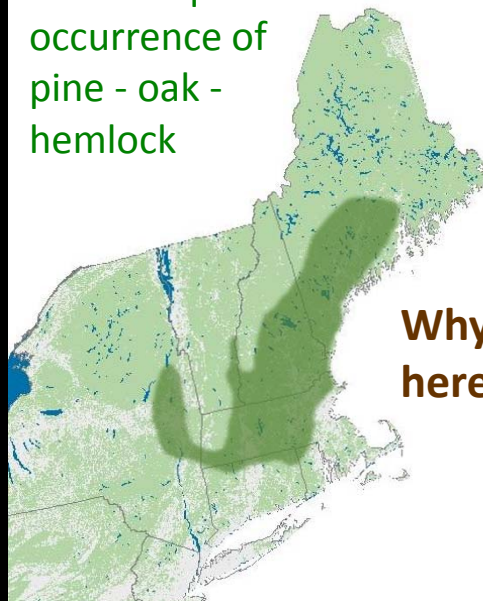 occurrence of
pine - oak -
hemlock
Why
here